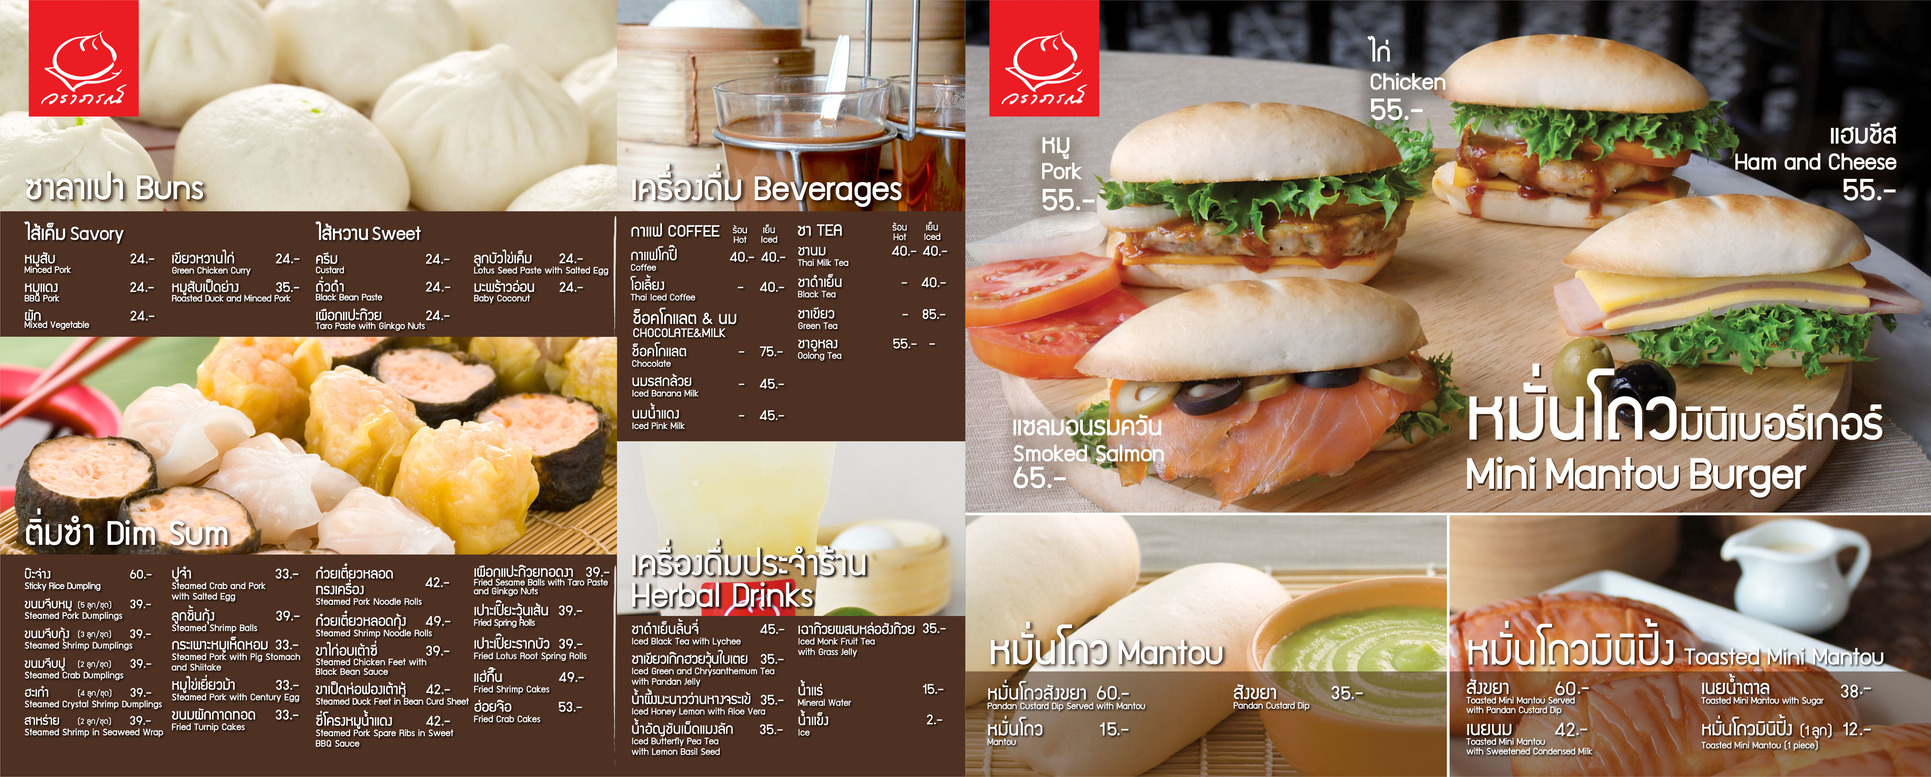 วราภรณ์
ซาลาเปา Buns
ไส้เค็ม Savory
หมูสับ 24.-
Minced Pork
หมูแดง 24.-
BBQ Pork
ผัก 24.-
Mixed Vegetable
เขียวหวานไก่ 24.-
Green Chicken Curry
หมูสับเป็ดย่าง 35.-
Roasted Duck and Minced Pork
ไส้หวาน Sweet
ครีม 24.-
Custard
ถั่วดำ 24.-
Black Bean Paste
เผือกแปะก๊วย 24.-
Taro Paste with Ginkgo Nuts
ลูกบัวไข่เค็ม 24.-
Lotus Seed Paste with Salted Egg
มะพร้าวอ่อน 24.-
Baby Coconut
ติ่มซำ Dim Sum
บ๊ะจ่าง 60.-
Sticky Rice Dumpling
ขนมจีบหมู (5 ลูก/ชุด) 39.-
Steamed Pork Dumplings
ขนมจีบกุ้ง (3 ลูก/ชุด) 39.-
Steamed Shrimp Dumplings
ขนมจีบปู (2 ลูก/ชุด) 39.-
Steamed Crab Dumplings
ฮะเก๋า (4 ลูก/ชุด) 39.-
Steamed Crystal Shrimp Dumplings
สาหร่าย (2 ลูก/ชุด) 39.-
Steamed Shrimp in Seaweed Wrap
ปูจ๋า 33.-
Steamed Crab and Pork
with Salted Egg
ลูกชิ้นกุ้ง 39.-
Steamed Shrimp Balls
กระเพาะหมูเห็ดหอม 33.-
Steamed Pork with Pig Stomach
and Shiitake
หมูไข่เยี่ยวม้า 33.-
Steamed Pork with Century Egg
ขนมผักกาดทอด 33.-
Fried Turnip Cakes
ก๋วยเตี๋ยวหลอด
ทรงเครื่อง 42.-
Steamed Pork Noodle Rolls
ก๋วยเตี๋ยวหลอดกุ้ง 49.-
Steamed Shrimp Noodle Rolls
ขาไก่อบเต้าซี่ 39.-
Steamed Chicken Feet with
Black Bean Sauce
ขาเป็ดห่อฟองเต้าหู้ 42.-
Steamed Duck Feet in Bean Curd Sheet
ซี่โครงหมูน้ำแดง 42.-
Steamed Pork Spare Ribs in Sweet
BBQ Sauce
เผือกแปะก๊วยทอดงา 39.-
Fried Sesame Balls with Taro Paste
and Ginkgo Nuts
เปาะเปี๊ยะวุ้นเส้น 39.-
Fried Spring Rolls
เปาะเปี๊ยะรากบัว 39.-
Fried Lotus Root Spring Rolls
แฮ่กึ๊น 49.-
Fried Shrimp Cakes
ฮ่อยจ๊อ 53.-
Fried Crab Cakes
เครื่องดื่ม Beverages
กาแฟ COFFEE ร้อน เย็น
Hot Iced
กาแฟโกปี๊ 40.- 40.-
Coffee
โอเลี้ยง - 40.-
Thai Iced Coffee
ช็อคโกแลต & นม
CHOCOLATE&MILK
ช็อคโกแลต - 75.-
Chocolate
นมรสกล้วย - 45.-
Iced Banana Milk
นมน้ำแดง - 45.-
Iced Pink Milk
ชา TEA ร้อน เย็น
Hot Iced
ชานม 40.- 40.-
Thai Milk Tea
ชาดำเย็น - 40.-
Black Tea
ชาเขียว - 85.-
Green Tea
ชาอูหลง 55.- -
Oolong Tea
เครื่องดื่มประจำร้าน
Herbal Drinks
ชาดำเย็นลิ้นจี่ 45.-
Iced Black Tea with Lychee
ชาเขียวเก๊กฮวยวุ้นใบเตย 35.-
Iced Green and Chrysanthemum Tea
with Pandan Jelly
น้ำผึ้งมะนาวว่านหางจระเข้ 35.-
Iced Honey Lemon with Aloe Vera
น้ำอัญชันเม็ดแมงลัก 35.-
Iced Butterfly Pea Tea
with Lemon Basil Seed
เฉาก๊วยผสมหล่อฮังก๊วย 35.-
Iced Monk Fruit Tea
with Grass Jelly
น้ำแร่ 15.-
Mineral Water
น้ำแข็ง 2.-
Ice
วราภรณ์
ไก่
Chicken
55.-
หมู
Pork
55.-
แฮมชีส
Ham and Cheese
55.-
แซลมอนรมควัน
Smoked Salmon
65.-
หมั่นโถวมินิเบอร์เกอร์
Mini Mantou Burger
หมั่นโถว Mantou
หมั่นโถวสังขยา 60.-
Pandan Custard Dip Served with Mantou
หมั่นโถว 15.-
Mantou
สังขยา 35.-
Pandan Custard Dip
หมั่นโถวมินิปิ้ง Toasted Mini Mantou
สังขยา 60.-
Toasted Mini Mantou Served
with Pandan Custard Dip
เนยนม 42.-
Toasted Mini Mantou
with Sweetened Condensed Milk
เนยน้ำตาล 38.-
Toasted Mini Mantou with Sugar
หมั่นโถวมินิปิ้ง (1 ลูก) 12.-
Toasted Mini Mantou (1 piece)